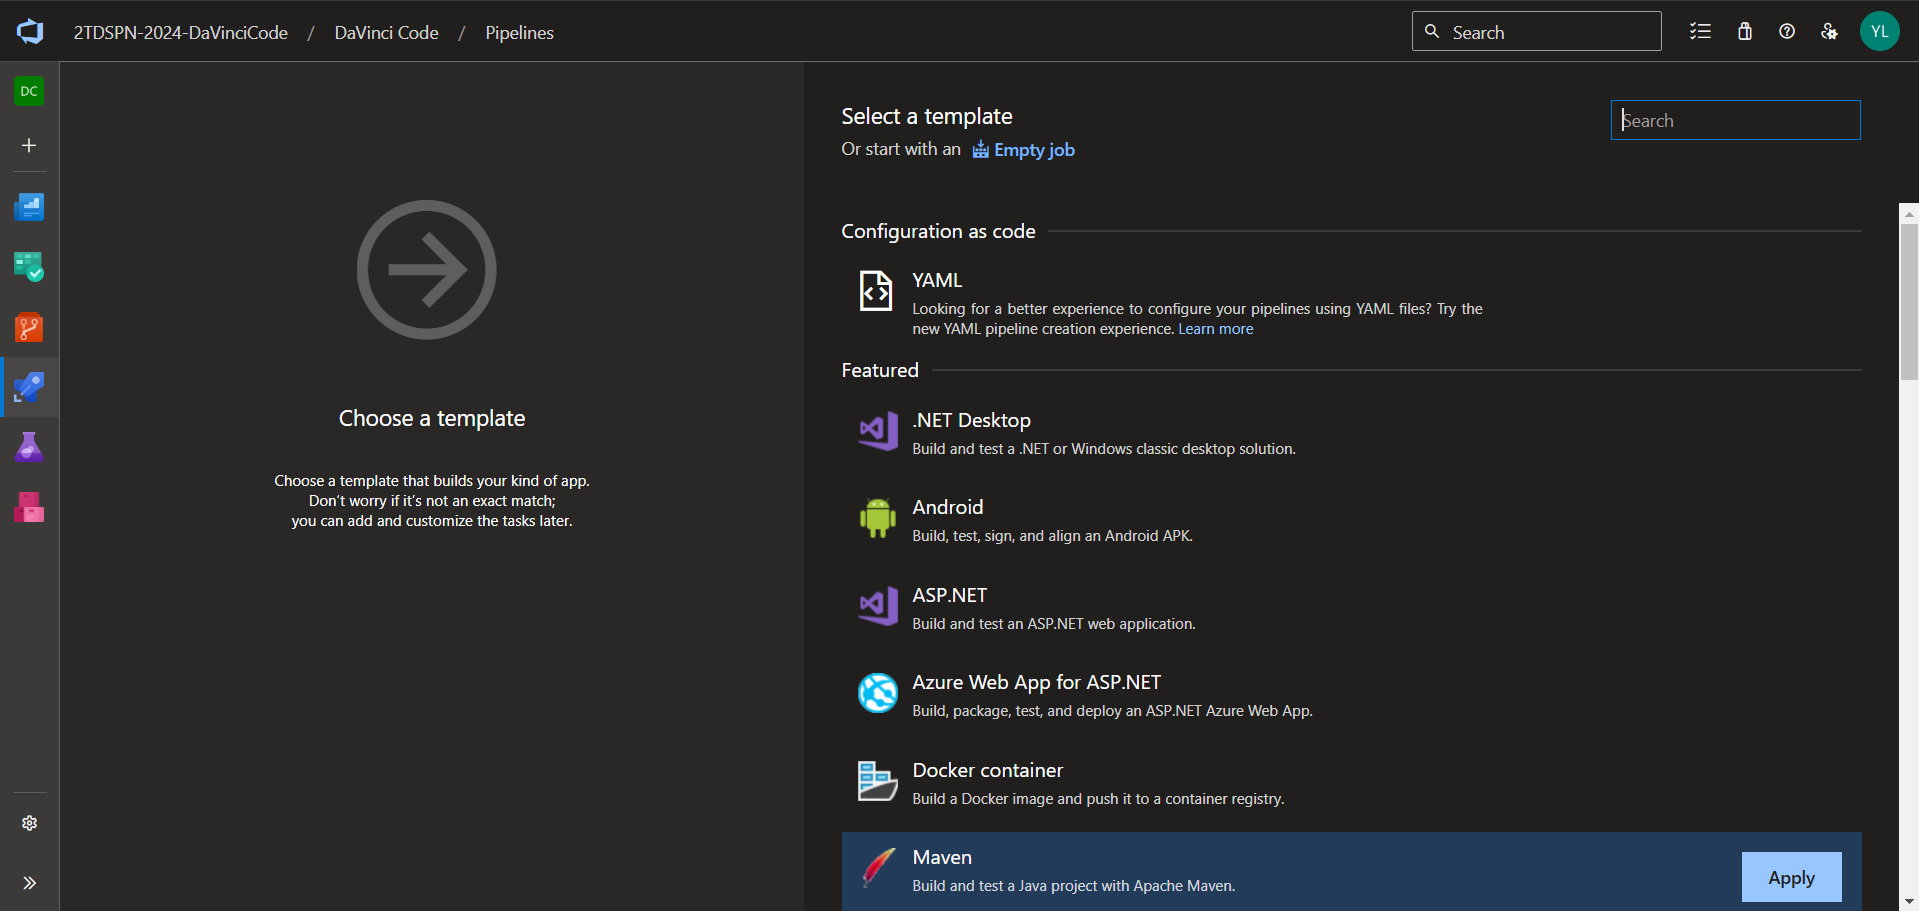 2TDSPN-2024-DaVinciCode / DaVinci Code / Pipelines
Search
YL
DC
Choose a template
Choose a template that builds your kind of app.
Don't worry if it's not an exact match;
you can add and customize the tasks later.
Select a template
Or start with an Empty job
Search
Configuration as code
YAML
Looking for a better experience to configure your pipelines using YAML files? Try the
new YAML pipeline creation experience. Learn more
Featured
.NET Desktop
Build and test a .NET or Windows classic desktop solution.
Android
Build, test, sign, and align an Android APK.
ASP.NET
Build and test an ASP.NET web application.
Azure Web App for ASP.NET
Build, package, test, and deploy an ASP.NET Azure Web App.
Docker container
Build a Docker image and push it to a container registry.
Maven
Build and test a Java project with Apache Maven.
Apply